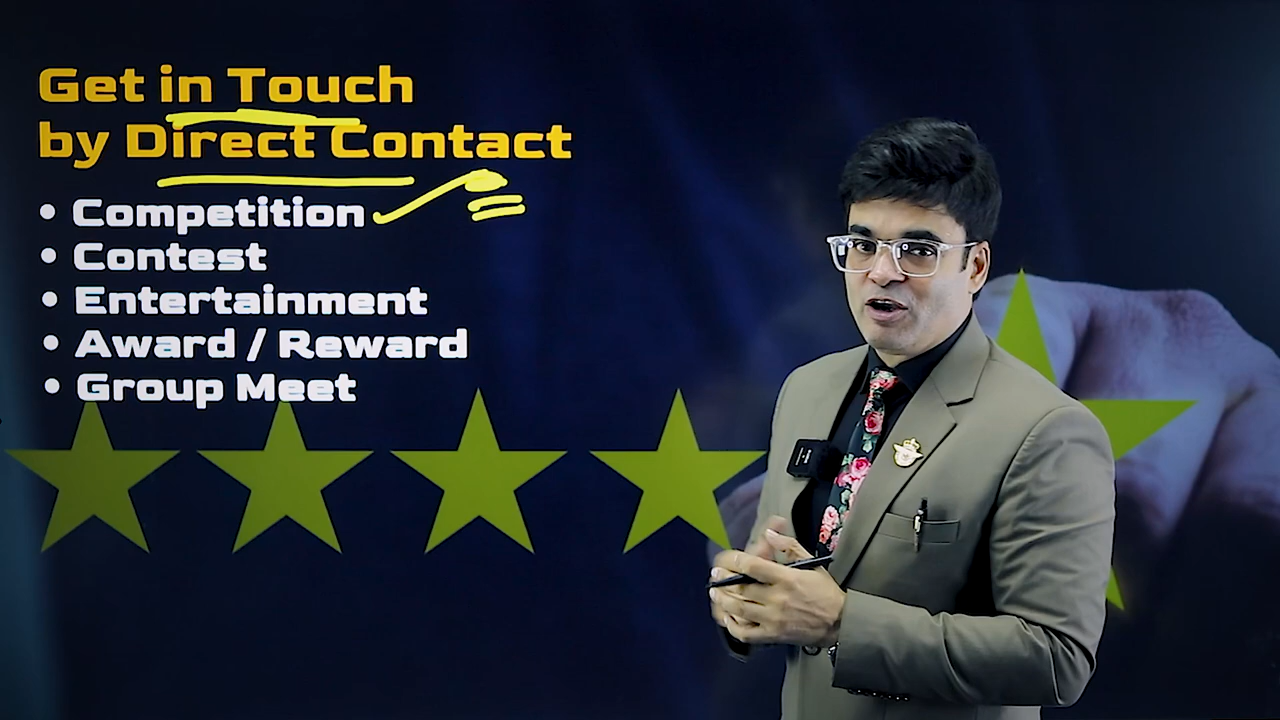 Get in Touch
by Direct Contact
• Competition
• Contest
• Entertainment
• Award / Reward
• Group Meet